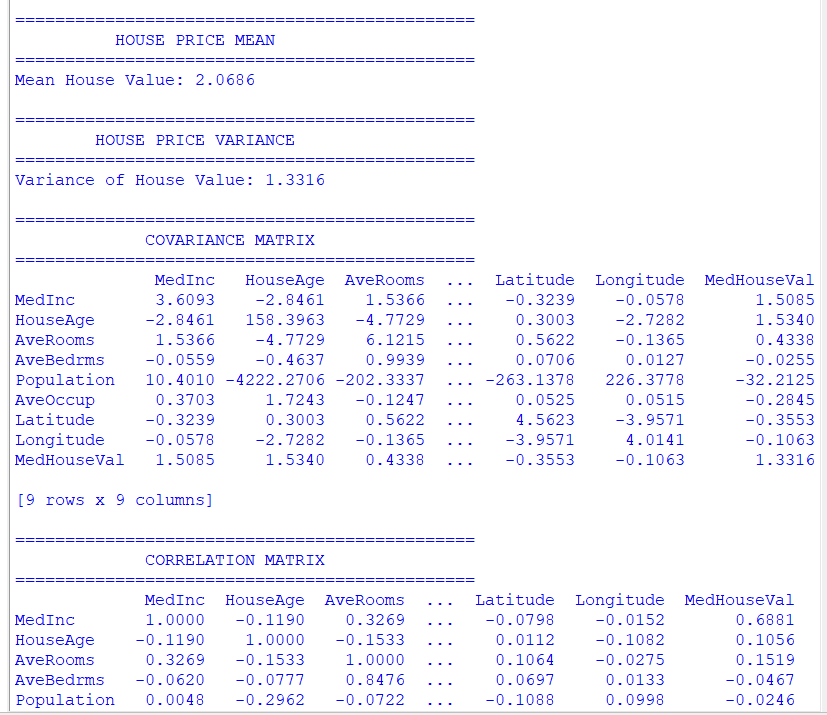 ==============================================
HOUSE PRICE MEAN
==============================================
Mean House Value: 2.0686
==============================================
HOUSE PRICE VARIANCE
==============================================
Variance of House Value: 1.3316
==============================================
COVARIANCE MATRIX
==============================================
MedInc HouseAge AveRooms ... Latitude Longitude MedHouseVal
MedInc 3.6093 -2.8461 1.5366 ... -0.3239 -0.0578 1.5085
HouseAge -2.8461 158.3963 -4.7729 ... 0.3003 -2.7282 1.5340
AveRooms 1.5366 -4.7729 6.1215 ... 0.5622 -0.1365 0.4338
AveBedrms -0.0559 -0.4637 0.9939 ... 0.0706 0.0127 -0.0255
Population 10.4010 -4222.2706 -202.3337 ... -263.1378 226.3778 -32.2125
AveOccup 0.3703 1.7243 -0.1247 ... 0.0525 0.0515 -0.2845
Latitude -0.3239 0.3003 0.5622 ... 4.5623 -3.9571 -0.3553
Longitude -0.0578 -2.7282 -0.1365 ... -3.9571 4.0141 -0.1063
MedHouseVal 1.5085 1.5340 0.4338 ... -0.3553 -0.1063 1.3316
[9 rows x 9 columns]
==============================================
CORRELATION MATRIX
==============================================
MedInc HouseAge AveRooms ... Latitude Longitude MedHouseVal
MedInc 1.0000 -0.1190 0.3269 ... -0.0798 -0.0152 0.6881
HouseAge -0.1190 1.0000 -0.1533 ... 0.0112 -0.1082 0.1056
AveRooms 0.3269 -0.1533 1.0000 ... 0.1064 -0.0275 0.1519
AveBedrms -0.0620 -0.0777 0.8476 ... 0.0697 0.0133 -0.0467
Population 0.0048 -0.2962 -0.0722 ... -0.1088 0.0998 -0.0246